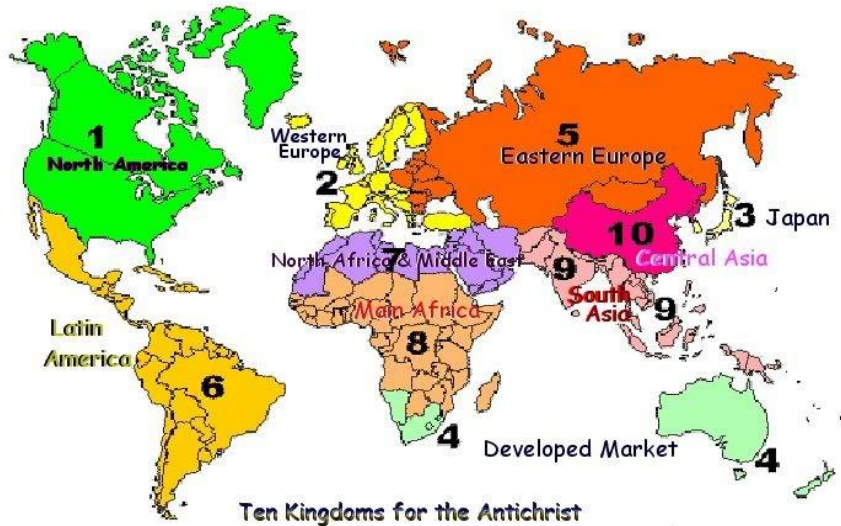 1
North America
Western
Europe
2
5
Eastern Europe
3 Japan
10
Central Asia
7
North Africa & Middle East
9
South
Asia
9
Main Africa
8
Latin
America
6
4
Developed Market
4
Ten Kingdoms for the Antichrist